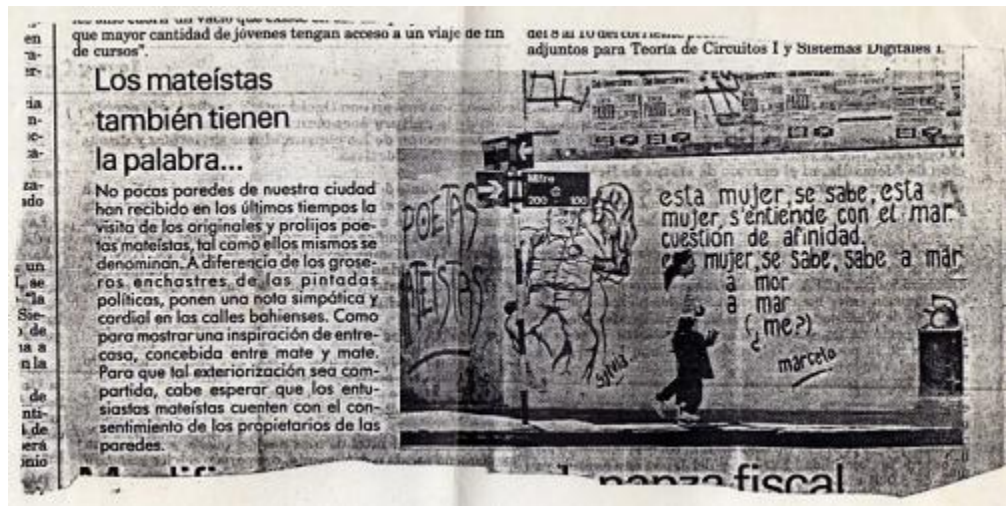 que mayor cantidad de jóvenes tengan acceso a un viaje de fin
de cursos".
adjuntos para Teoría de Circuitos I y Sistemas Digitales I.
Los mateístas
también tienen
la palabra...
No pocas paredes de nuestra ciudad
han recibido en los últimos tiempos la
visita de los originales y prolijos poe-
tas mateístas, tal como ellos mismos se
denominan. A diferencia de los grose-
ros enchastres de las pintadas
políticas, ponen una nota simpática y
cordial en las calles bahienses. Como
para mostrar una inspiración de entre-
casa, concebida entre mate y mate.
Para que tal exteriorización sea com-
partida, cabe esperar que los entu-
siastas mateístas cuenten con el con-
sentimiento de los propietarios de las
paredes.
Mitre
200 100
POETAS
MATEÍSTAS
sylvia
esta mujer, se sabe, esta
mujer, s'entiende con el mar.
cuestión de afinidad.
mujer, se sabe, sabe a mar
a mor
a mar
(¿me?)
marcelo
fiscal